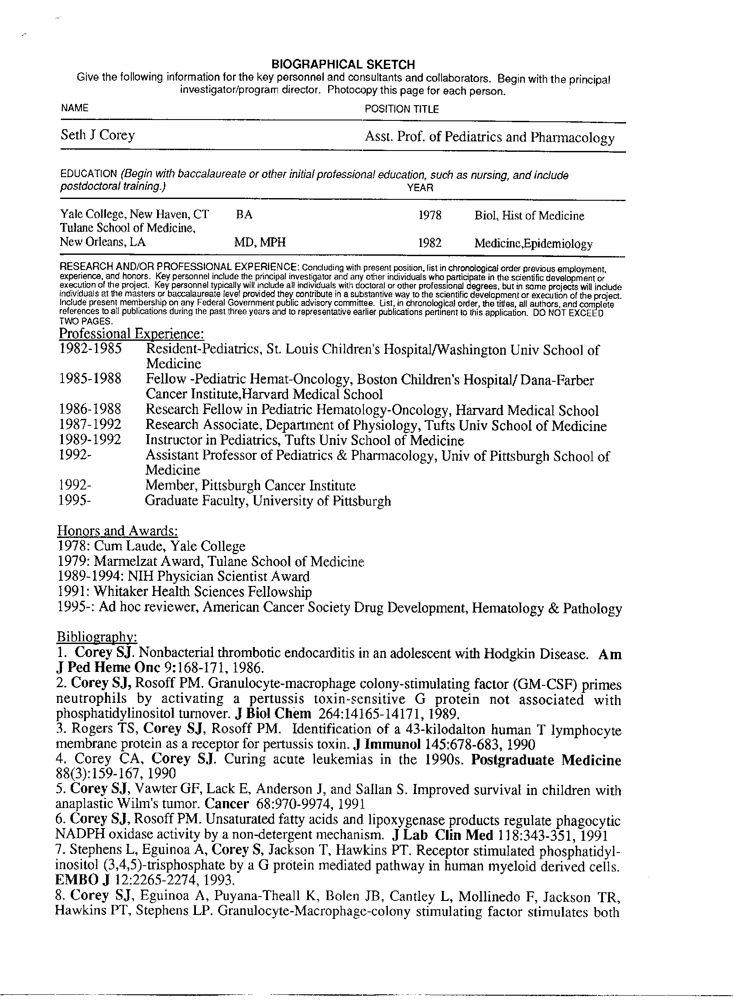 BIOGRAPHICAL SKETCH
Give the following information for the key personnel and consultants and collaborators. Begin with the principal
investigator/program director. Photocopy this page for each person.
NAME POSITION TITLE
Seth J Corey Asst. Prof. of Pediatrics and Pharmacology
EDUCATION (Begin with baccalaureate or other initial professional education, such as nursing, and include
postdoctoral training.) YEAR
Yale College, New Haven, CT BA 1978 Biol, Hist of Medicine
Tulane School of Medicine,
New Orleans, LA MD, MPH 1982 Medicine,Epidemiology
RESEARCH AND/OR PROFESSIONAL EXPERIENCE: Concluding with present position, list in chronological order previous employment,
experience, and honors. Key personnel include the principal investigator and any other individuals who participate in the scientific development or
execution of the project. Key personnel typically will include all individuals with doctoral or other professional degrees, but in some projects will include
individuals at the masters or baccalaureate level provided they contribute in a substantive way to the scientific development or execution of the project.
Include present membership on any Federal Government public advisory committee. List, in chronological order, the titles, all authors, and complete
references to all publications during the past three years and to representative earlier publications pertinent to this application. DO NOT EXCEED
TWO PAGES.
Professional Experience:
1982-1985 Resident-Pediatrics, St. Louis Children's Hospital/Washington Univ School of
Medicine
1985-1988 Fellow -Pediatric Hemat-Oncology, Boston Children's Hospital/ Dana-Farber
Cancer Institute,Harvard Medical School
1986-1988 Research Fellow in Pediatric Hematology-Oncology, Harvard Medical School
1987-1992 Research Associate, Department of Physiology, Tufts Univ School of Medicine
1989-1992 Instructor in Pediatrics, Tufts Univ School of Medicine
1992- Assistant Professor of Pediatrics & Pharmacology, Univ of Pittsburgh School of
Medicine
1992- Member, Pittsburgh Cancer Institute
1995- Graduate Faculty, University of Pittsburgh
Honors and Awards:
1978: Cum Laude, Yale College
1979: Marmelzat Award, Tulane School of Medicine
1989-1994: NIH Physician Scientist Award
1991: Whitaker Health Sciences Fellowship
1995-: Ad hoc reviewer, American Cancer Society Drug Development, Hematology & Pathology
Bibliography:
1. Corey SJ. Nonbacterial thrombotic endocarditis in an adolescent with Hodgkin Disease. Am
J Ped Heme Onc 9:168-171, 1986.
2. Corey SJ, Rosoff PM. Granulocyte-macrophage colony-stimulating factor (GM-CSF) primes
neutrophils by activating a pertussis toxin-sensitive G protein not associated with
phosphatidylinositol turnover. J Biol Chem 264:14165-14171, 1989.
3. Rogers TS, Corey SJ, Rosoff PM. Identification of a 43-kilodalton human T lymphocyte
membrane protein as a receptor for pertussis toxin. J Immunol 145:678-683, 1990
4. Corey CA, Corey SJ. Curing acute leukemias in the 1990s. Postgraduate Medicine
88(3):159-167, 1990
5. Corey SJ, Vawter GF, Lack E, Anderson J, and Sallan S. Improved survival in children with
anaplastic Wilm's tumor. Cancer 68:970-9974, 1991
6. Corey SJ, Rosoff PM. Unsaturated fatty acids and lipoxygenase products regulate phagocytic
NADPH oxidase activity by a non-detergent mechanism. J Lab Clin Med 118:343-351, 1991
7. Stephens L, Eguinoa A, Corey S, Jackson T, Hawkins PT. Receptor stimulated phosphatidyl-
inositol (3,4,5)-trisphosphate by a G protein mediated pathway in human myeloid derived cells.
EMBO J 12:2265-2274, 1993.
8. Corey SJ, Eguinoa A, Puyana-Theall K, Bolen JB, Cantley L, Mollinedo F, Jackson TR,
Hawkins PT, Stephens LP. Granulocyte-Macrophage-colony stimulating factor stimulates both